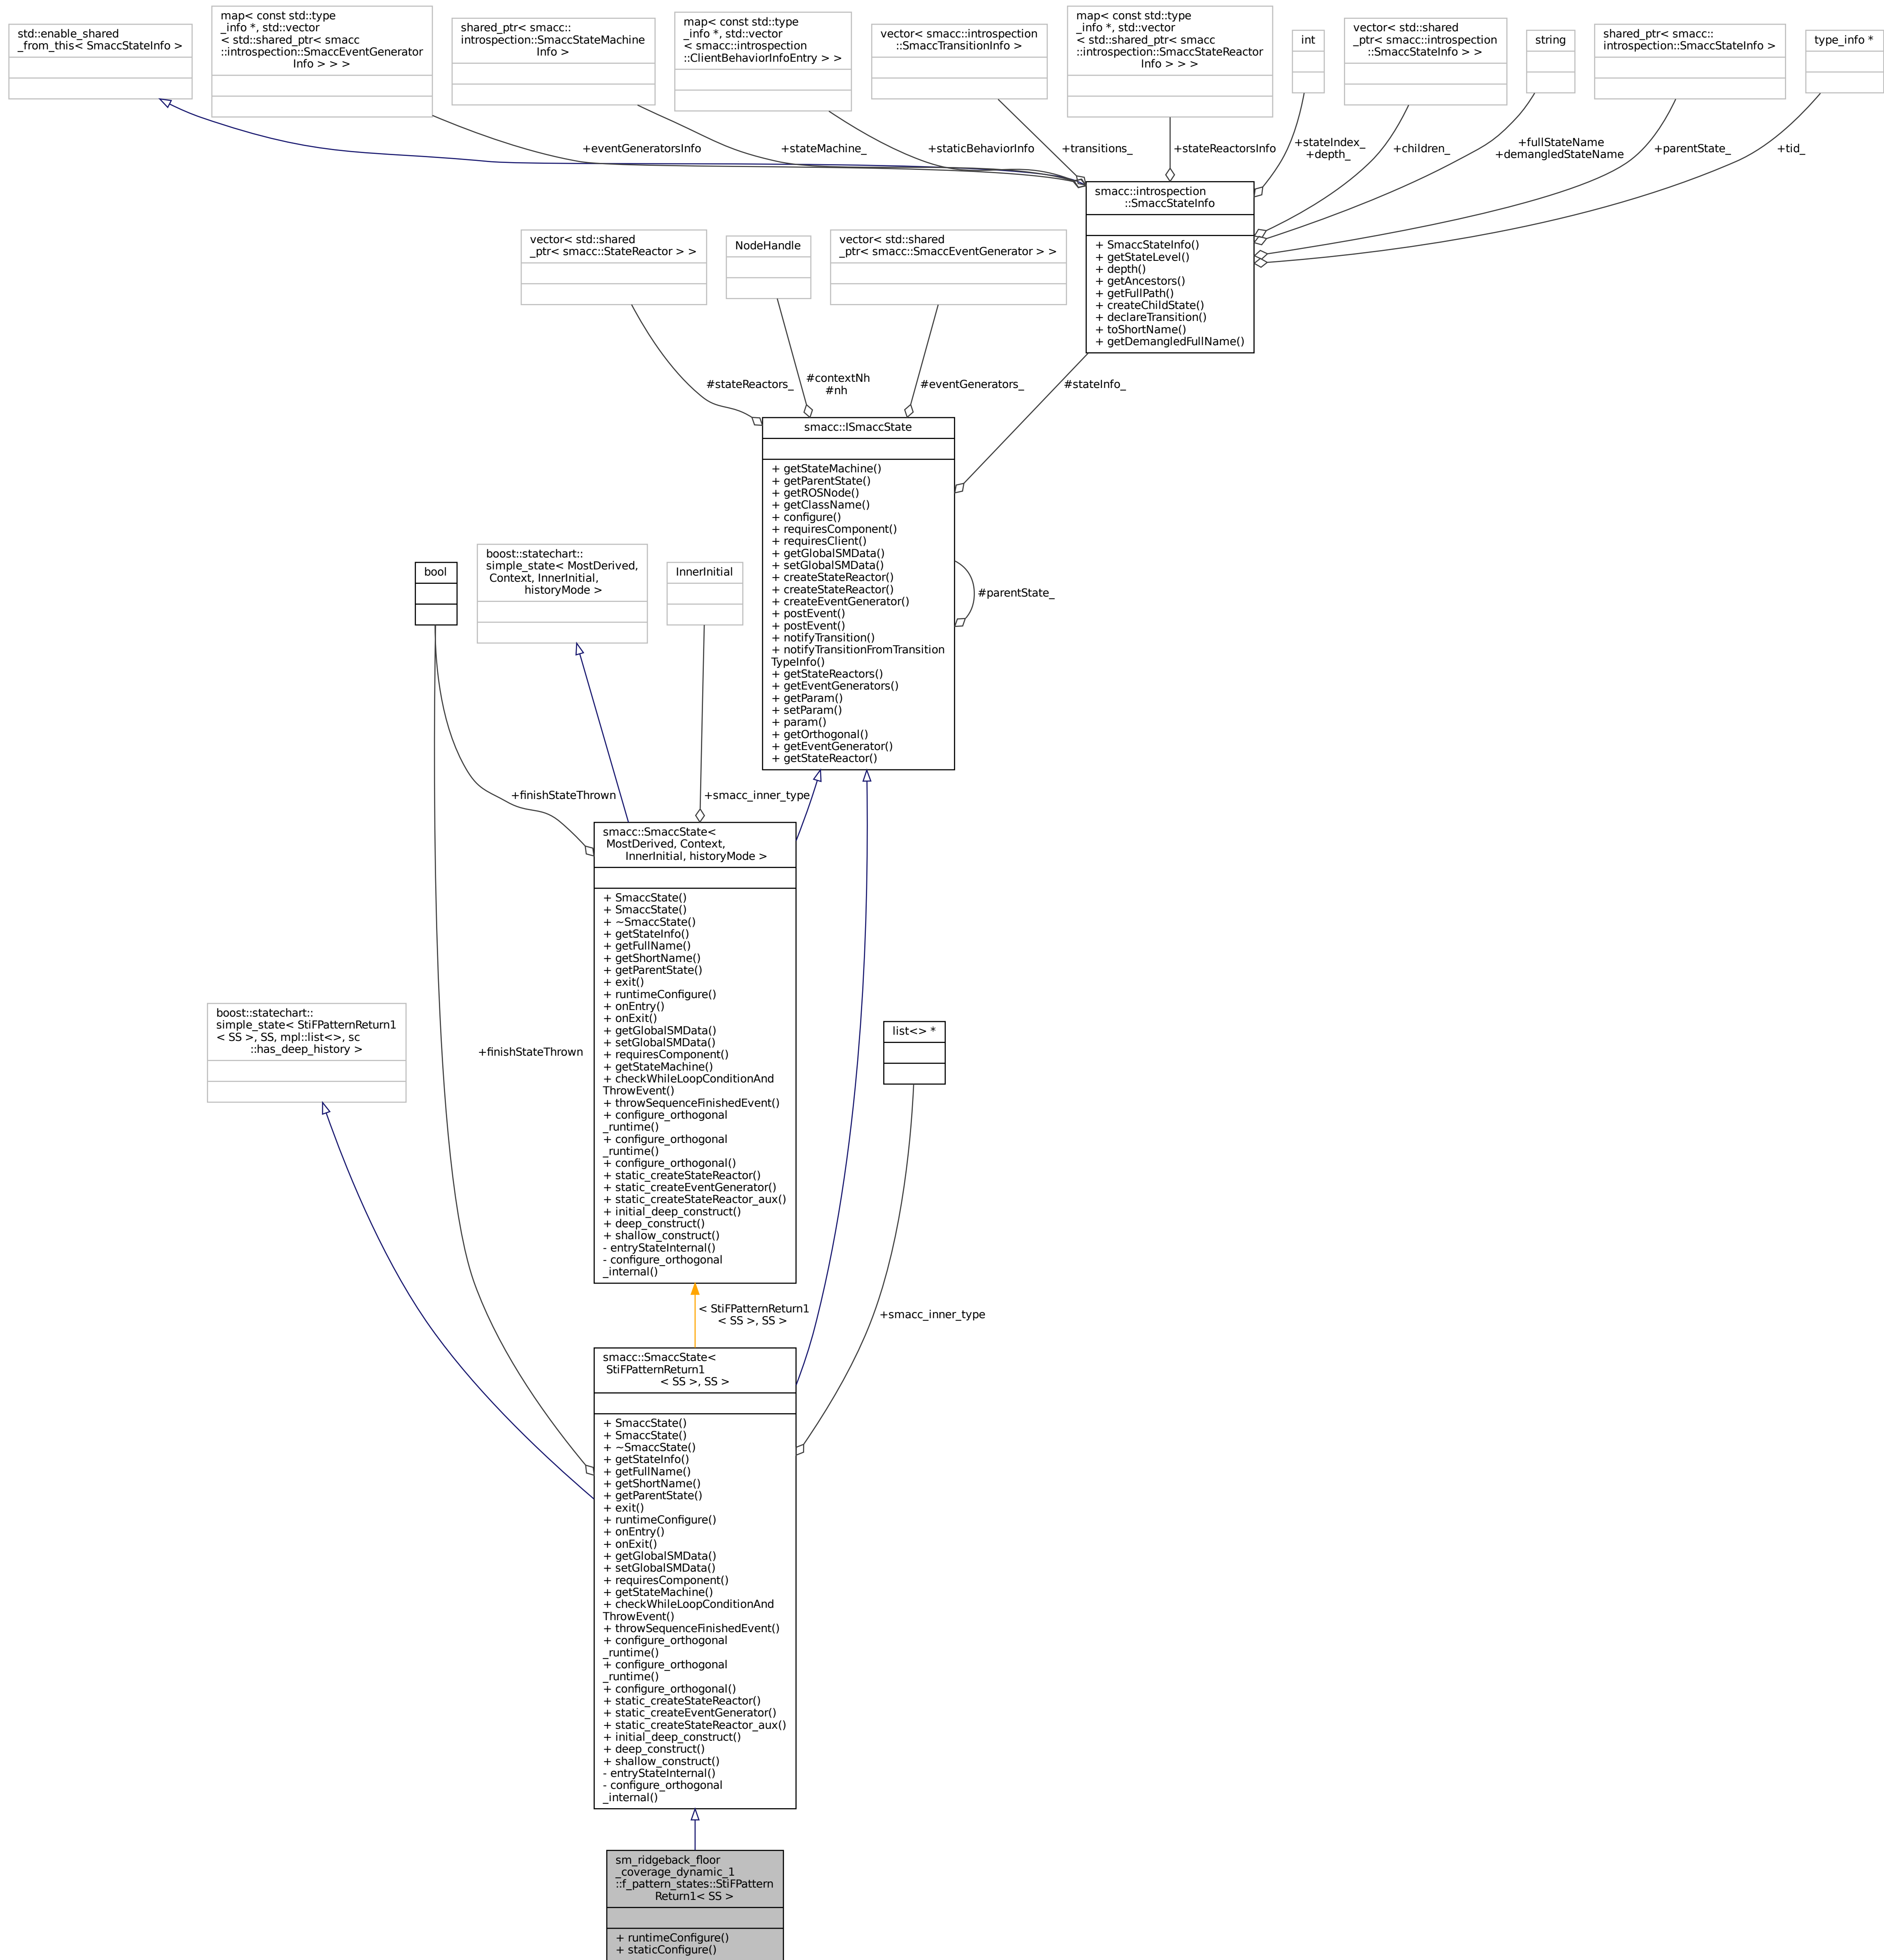 std::enable_shared
_from_this< SmaccStateInfo >
map< const std::type
_info *, std::vector
< std::shared_ptr< smacc
::introspection::SmaccEventGenerator
Info > > >
shared_ptr< smacc::
introspection::SmaccStateMachine
Info >
map< const std::type
_info *, std::vector
< smacc::introspection
::ClientBehaviorInfoEntry > >
vector< smacc::introspection
::SmaccTransitionInfo >
map< const std::type
_info *, std::vector
< std::shared_ptr< smacc
::introspection::SmaccStateReactor
Info > > >
int
vector< std::shared
_ptr< smacc::introspection
::SmaccStateInfo > >
string
shared_ptr< smacc::
introspection::SmaccStateInfo >
type_info *
+eventGeneratorsInfo
+stateMachine_
+staticBehaviorInfo
+transitions_
+stateReactorsInfo
+stateIndex_
+depth_
+children_
+fullStateName
+demangledStateName
+parentState_
+tid_
smacc::introspection
::SmaccStateInfo
+ SmaccStateInfo()
+ getStateLevel()
+ depth()
+ getAncestors()
+ getFullPath()
+ createChildState()
+ declareTransition()
+ toShortName()
+ getDemangledFullName()
vector< std::shared
_ptr< smacc::StateReactor > >
NodeHandle
vector< std::shared
_ptr< smacc::SmaccEventGenerator > >
#stateReactors_
#contextNh
#nh
#eventGenerators_
#stateInfo_
smacc::ISmaccState
+ getStateMachine()
+ getParentState()
+ getROSNode()
+ getClassName()
+ configure()
+ requiresComponent()
+ requiresClient()
+ getGlobalSMData()
+ setGlobalSMData()
+ createStateReactor()
+ createStateReactor()
+ createEventGenerator()
+ postEvent()
+ postEvent()
+ notifyTransition()
+ notifyTransitionFromTransition
TypeInfo()
+ getStateReactors()
+ getEventGenerators()
+ getParam()
+ setParam()
+ param()
+ getOrthogonal()
+ getEventGenerator()
+ getStateReactor()
#parentState_
bool
boost::statechart::
simple_state< MostDerived,
Context, InnerInitial,
historyMode >
InnerInitial
+finishStateThrown
+smacc_inner_type
smacc::SmaccState<
MostDerived, Context,
InnerInitial, historyMode >
+ SmaccState()
+ SmaccState()
+ ~SmaccState()
+ getStateInfo()
+ getFullName()
+ getShortName()
+ getParentState()
+ exit()
+ runtimeConfigure()
+ onEntry()
+ onExit()
+ getGlobalSMData()
+ setGlobalSMData()
+ requiresComponent()
+ getStateMachine()
+ checkWhileLoopConditionAnd
ThrowEvent()
+ throwSequenceFinishedEvent()
+ configure_orthogonal
_runtime()
+ configure_orthogonal
_runtime()
+ configure_orthogonal()
+ static_createStateReactor()
+ static_createEventGenerator()
+ static_createStateReactor_aux()
+ initial_deep_construct()
+ deep_construct()
+ shallow_construct()
- entryStateInternal()
- configure_orthogonal
_internal()
boost::statechart::
simple_state< StiFPatternReturn1
< SS >, SS, mpl::list<>, sc
::has_deep_history >
+finishStateThrown
list<> *
< StiFPatternReturn1
< SS >, SS >
+smacc_inner_type
smacc::SmaccState<
StiFPatternReturn1
< SS >, SS >
+ SmaccState()
+ SmaccState()
+ ~SmaccState()
+ getStateInfo()
+ getFullName()
+ getShortName()
+ getParentState()
+ exit()
+ runtimeConfigure()
+ onEntry()
+ onExit()
+ getGlobalSMData()
+ setGlobalSMData()
+ requiresComponent()
+ getStateMachine()
+ checkWhileLoopConditionAnd
ThrowEvent()
+ throwSequenceFinishedEvent()
+ configure_orthogonal
_runtime()
+ configure_orthogonal
_runtime()
+ configure_orthogonal()
+ static_createStateReactor()
+ static_createEventGenerator()
+ static_createStateReactor_aux()
+ initial_deep_construct()
+ deep_construct()
+ shallow_construct()
- entryStateInternal()
- configure_orthogonal
_internal()
sm_ridgeback_floor
_coverage_dynamic_1
::f_pattern_states::StiFPattern
Return1< SS >
+ runtimeConfigure()
+ staticConfigure()